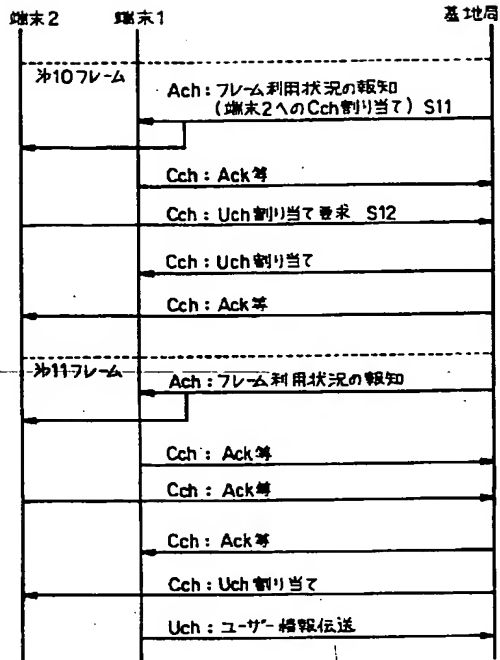 端末2 端末1 基地局
沖10フレーム
Ach:フレーム利用状況の報知
(端末2へのCch割り当て) S11
Cch:Ack等
Cch:Uch割り当て要求 S12
Cch:Uch割り当て
Cch:Ack等
沖11フレーム
Ach:フレーム利用状況の報知
Cch:Ack等
Cch:Ack等
Cch:Ack等
Cch:Uch割り当て
Uch:ユーザー情報伝送